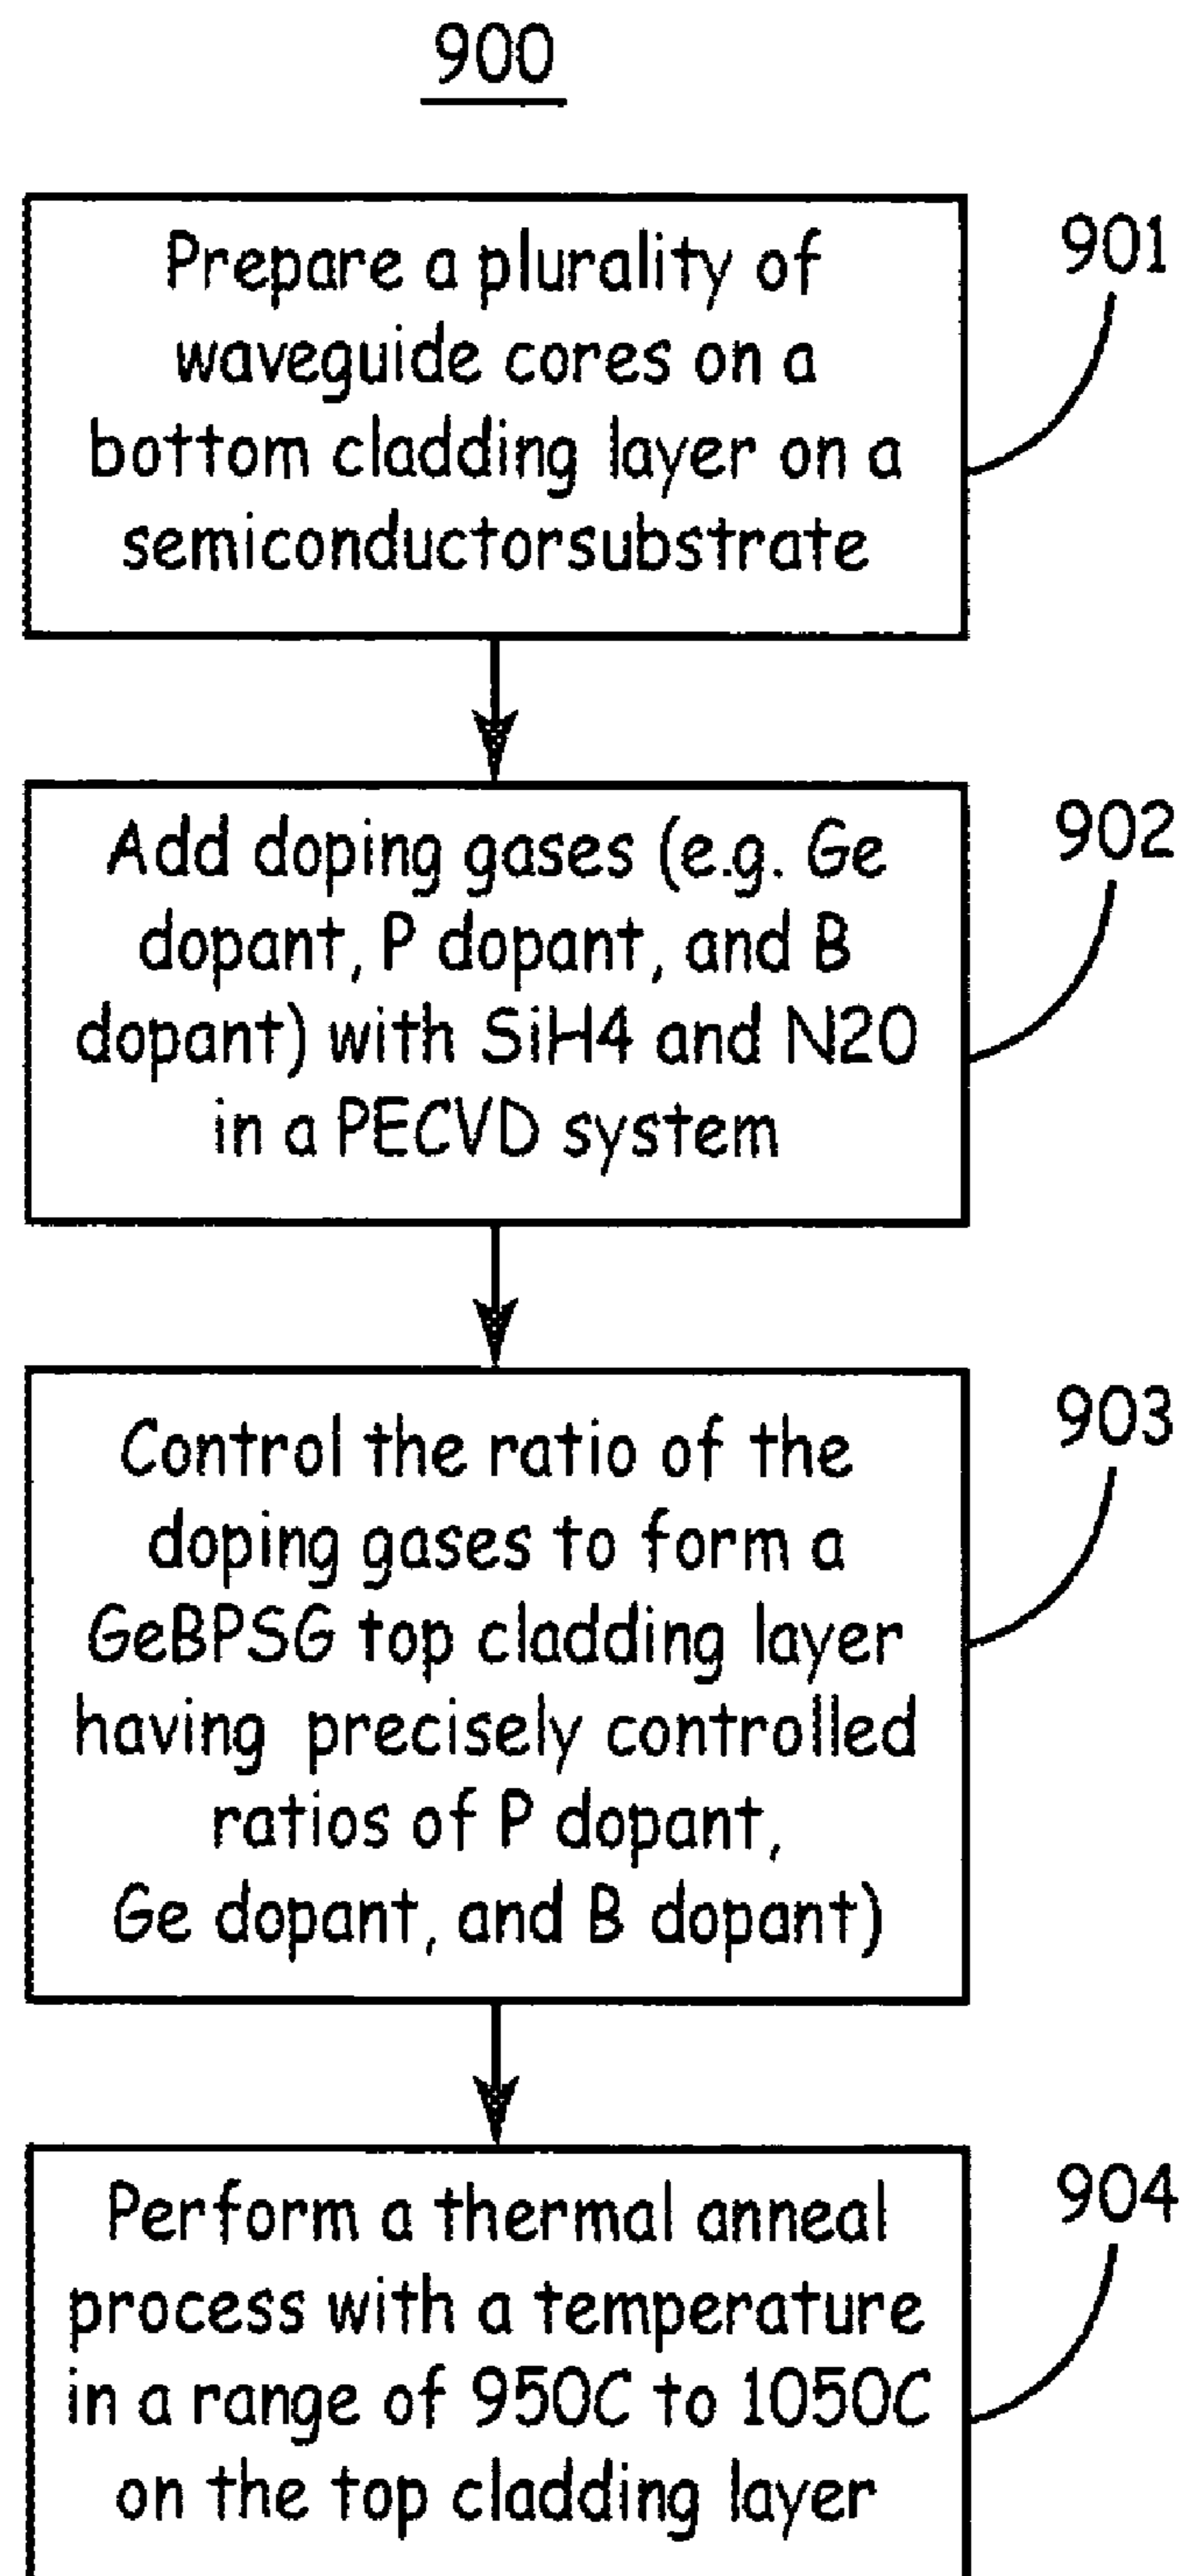 900
Prepare a plurality of
waveguide cores on a
bottom cladding layer on a
semiconductorsubstrate
901
Add doping gases (e.g. Ge
dopant, P dopant, and B
dopant) with SiH4 and N20
in a PECVD system
902
Control the ratio of the
doping gases to form a
GeBPSG top cladding layer
having precisely controlled
ratios of P dopant,
Ge dopant, and B dopant)
903
Perform a thermal anneal
process with a temperature
in a range of 950C to 1050C
on the top cladding layer
904